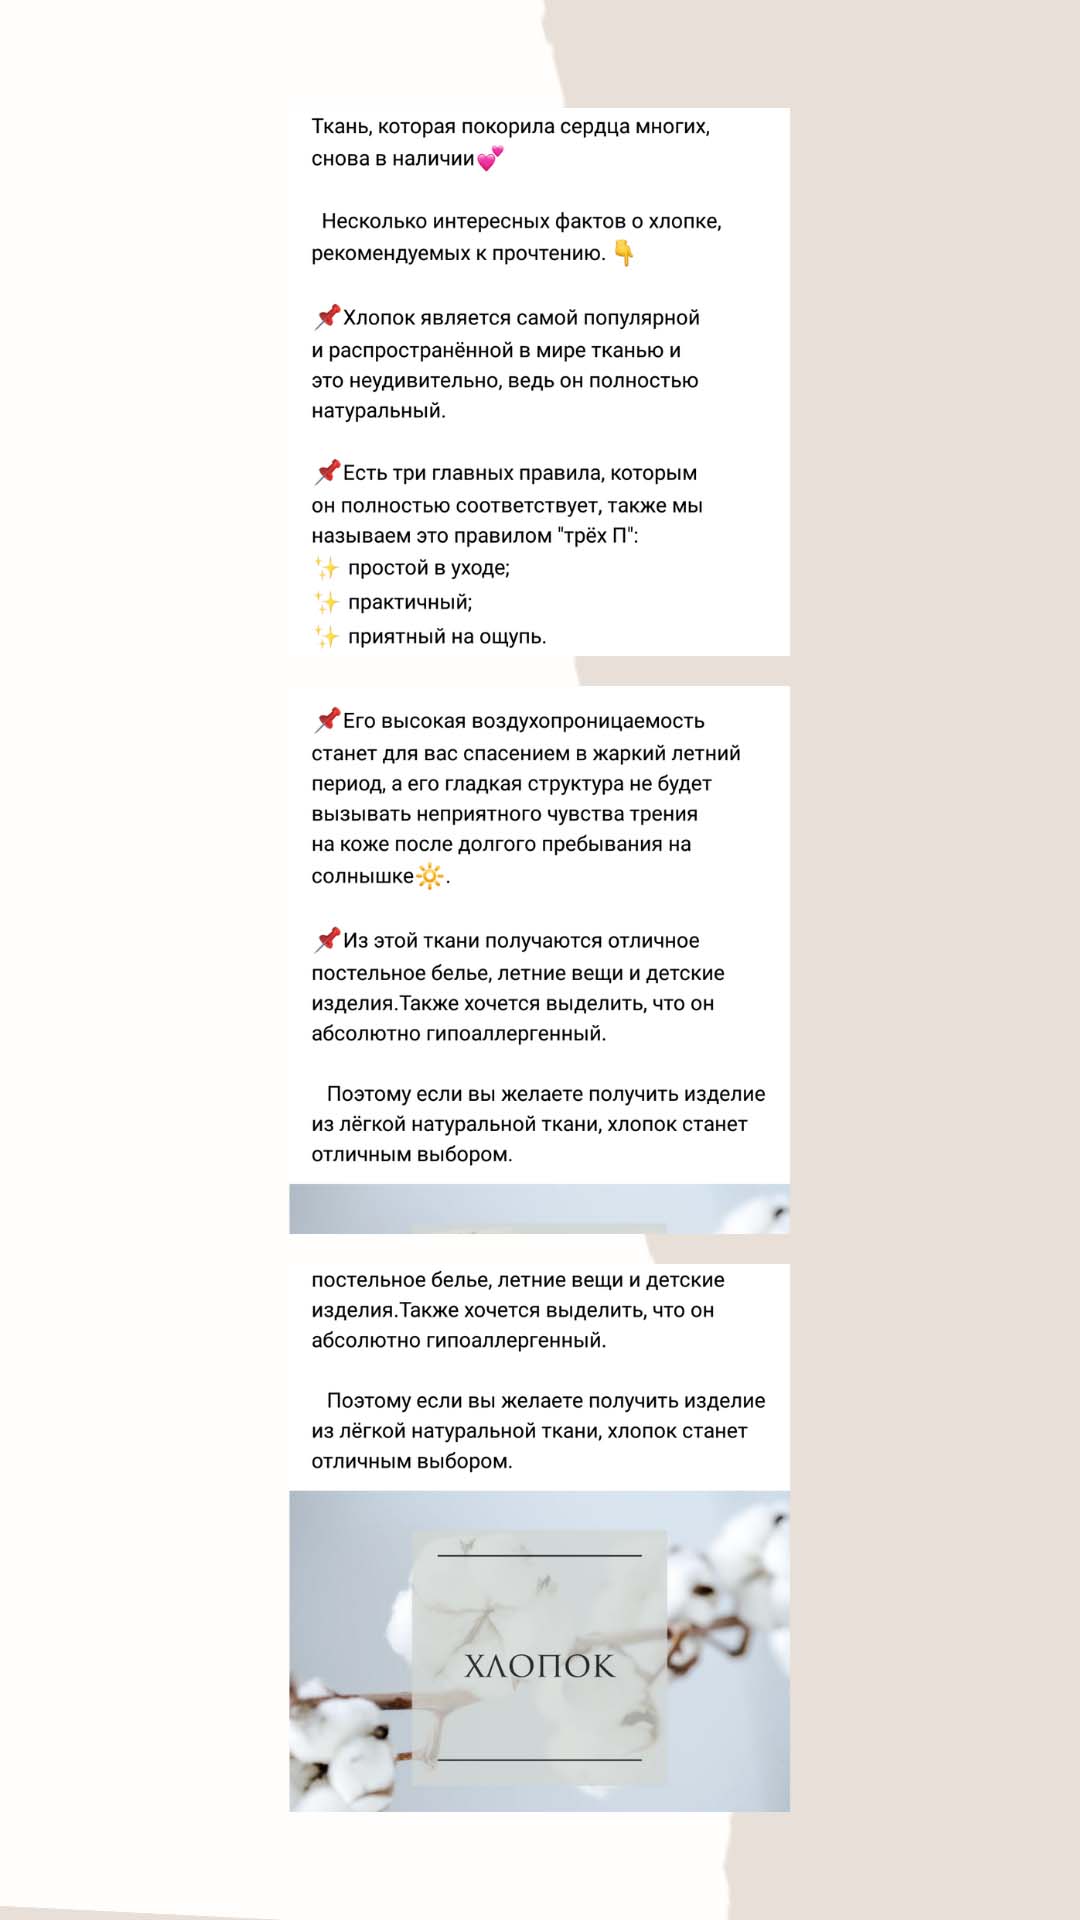 Ткань, которая покорила сердца многих,
снова в наличии💕
Несколько интересных фактов о хлопке,
рекомендуемых к прочтению. 👇
📌Хлопок является самой популярной
и распространённой в мире тканью и
это неудивительно, ведь он полностью
натуральный.
📌Есть три главных правила, которым
он полностью соответствует, также мы
называем это правилом "трёх П":
✨ простой в уходе;
✨ практичный;
✨ приятный на ощупь.
📌Его высокая воздухопроницаемость
станет для вас спасением в жаркий летний
период, а его гладкая структура не будет
вызывать неприятного чувства трения
на коже после долгого пребывания на
солнышке🔆.
📌Из этой ткани получаются отличное
постельное белье, летние вещи и детские
изделия.Также хочется выделить, что он
абсолютно гипоаллергенный.
Поэтому если вы желаете получить изделие
из лёгкой натуральной ткани, хлопок станет
отличным выбором.
постельное белье, летние вещи и детские
изделия.Также хочется выделить, что он
абсолютно гипоаллергенный.
Поэтому если вы желаете получить изделие
из лёгкой натуральной ткани, хлопок станет
отличным выбором.
ХЛОПОК